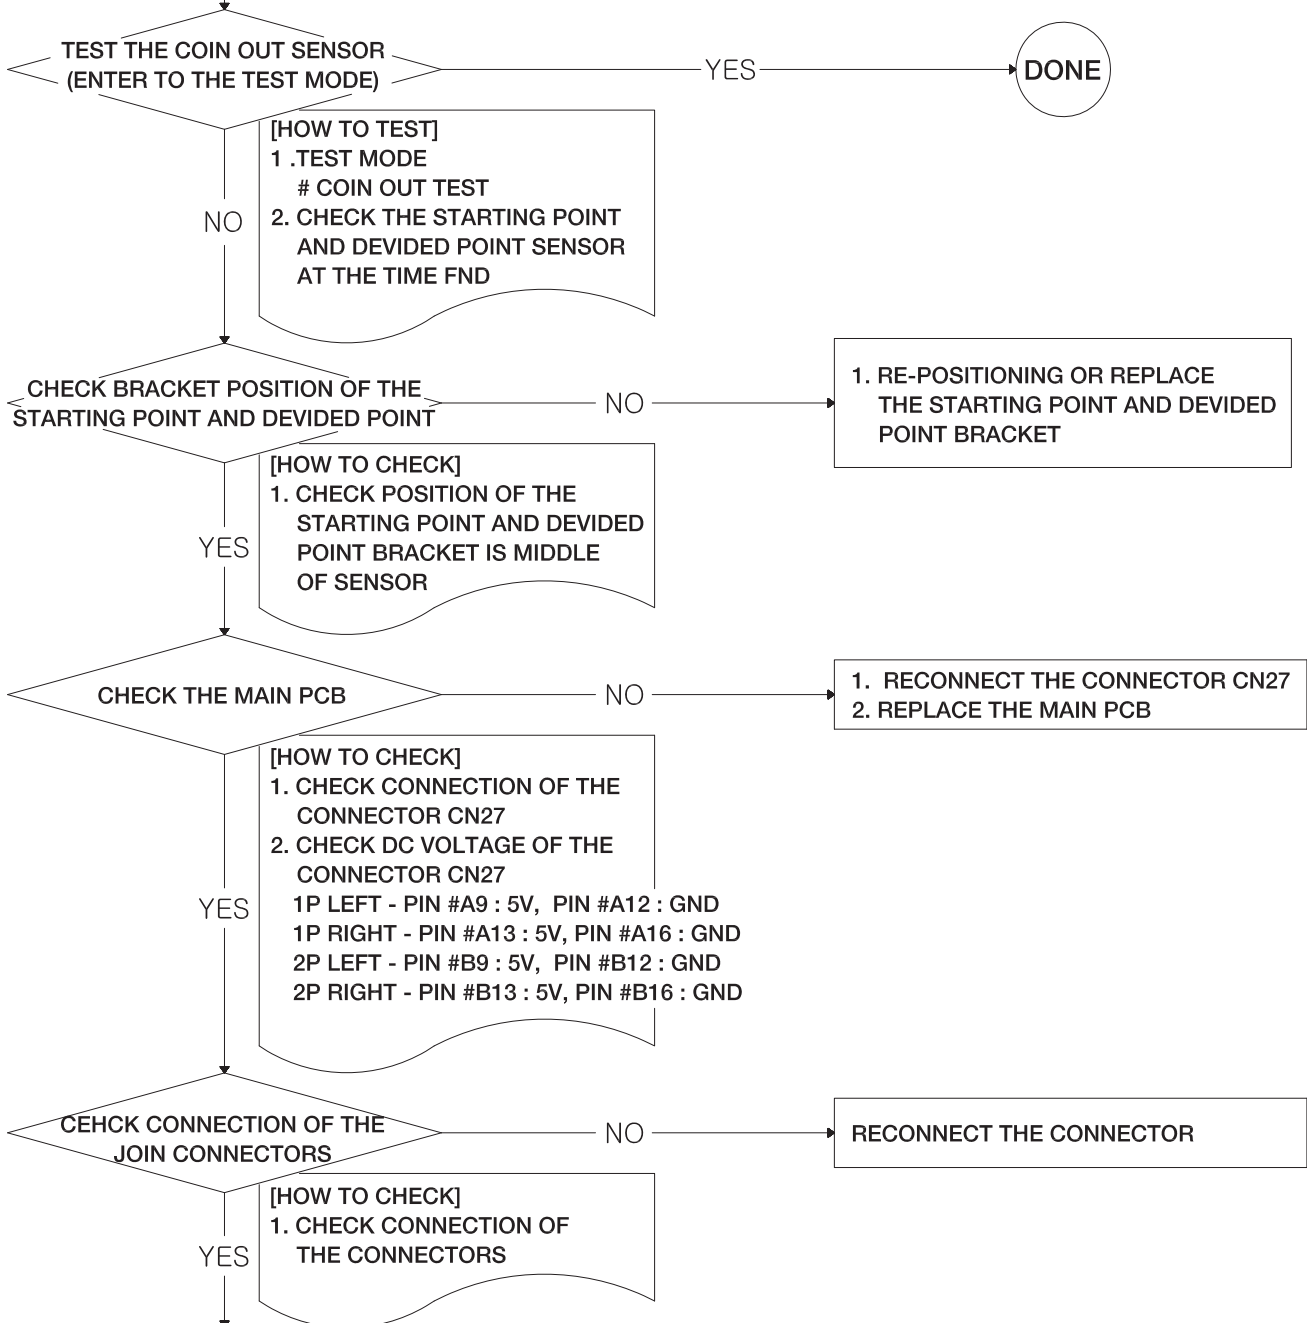 TEST THE COIN OUT SENSOR
(ENTER TO THE TEST MODE)
YES
DONE
[HOW TO TEST]
1 .TEST MODE
# COIN OUT TEST
2. CHECK THE STARTING POINT
AND DEVIDED POINT SENSOR
AT THE TIME FND
NO
CHECK BRACKET POSITION OF THE
STARTING POINT AND DEVIDED POINT
NO
1. RE-POSITIONING OR REPLACE
THE STARTING POINT AND DEVIDED
POINT BRACKET
[HOW TO CHECK]
1. CHECK POSITION OF THE
STARTING POINT AND DEVIDED
POINT BRACKET IS MIDDLE
OF SENSOR
YES
CHECK THE MAIN PCB
NO
1. RECONNECT THE CONNECTOR CN27
2. REPLACE THE MAIN PCB
[HOW TO CHECK]
1. CHECK CONNECTION OF THE
CONNECTOR CN27
2. CHECK DC VOLTAGE OF THE
CONNECTOR CN27
1P LEFT - PIN #A9 : 5V, PIN #A12 : GND
1P RIGHT - PIN #A13 : 5V, PIN #A16 : GND
2P LEFT - PIN #B9 : 5V, PIN #B12 : GND
2P RIGHT - PIN #B13 : 5V, PIN #B16 : GND
YES
CEHCK CONNECTION OF THE
JOIN CONNECTORS
NO
RECONNECT THE CONNECTOR
[HOW TO CHECK]
1. CHECK CONNECTION OF
THE CONNECTORS
YES